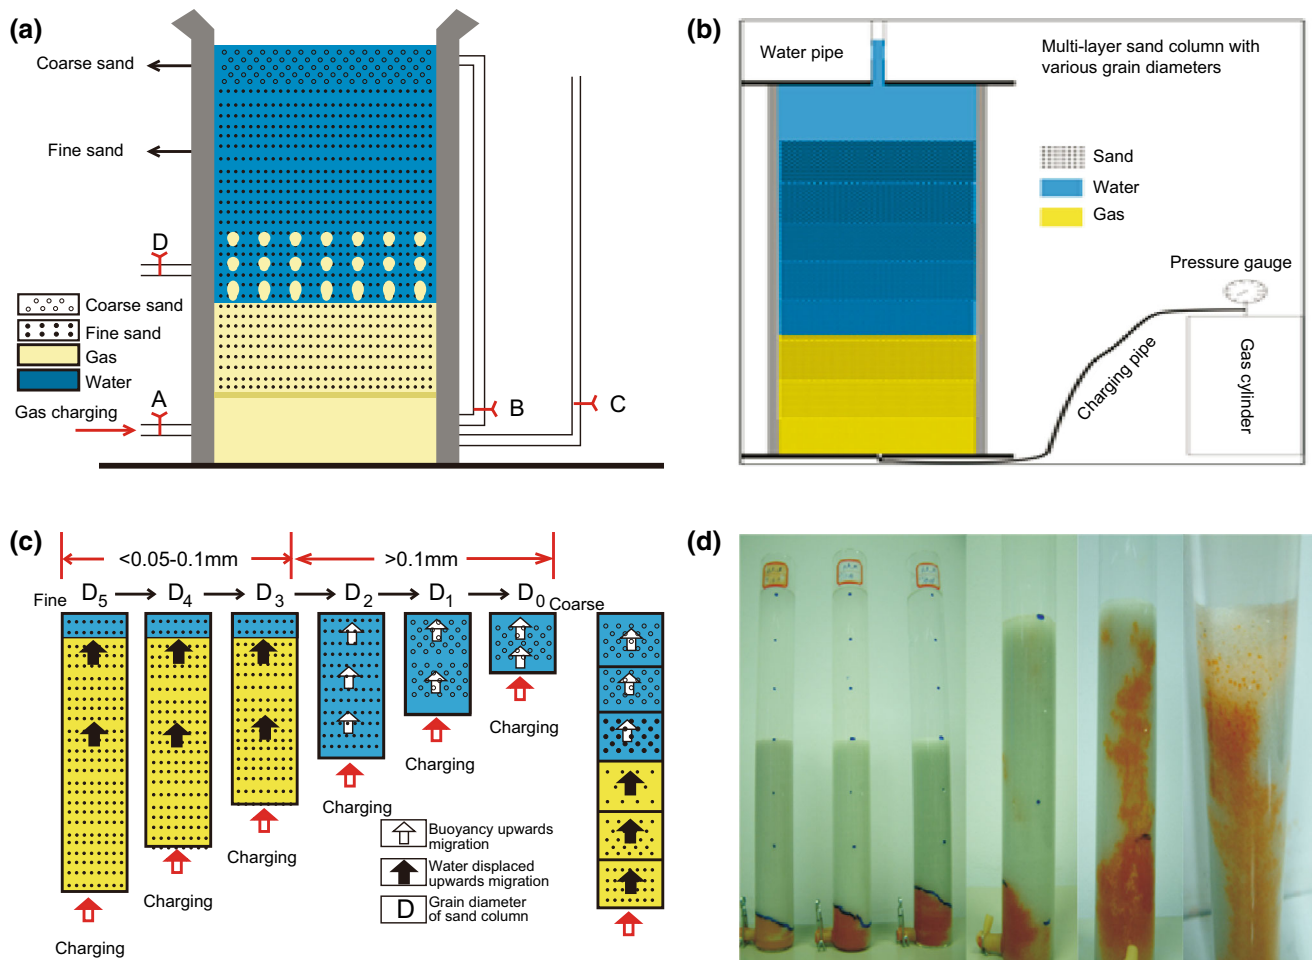 (a)
Coarse sand
Fine sand
D
Coarse sand
Fine sand
Gas
Water
Gas charging
A
B
C
(b)
Water pipe
Multi-layer sand column with
various grain diameters
Sand
Water
Gas
Pressure gauge
Charging pipe
Gas cylinder
(c)
<0.05-0.1mm
>0.1mm
Fine D5 D4 D3 D2 D1 D0 Coarse
Charging
Charging
Charging
Charging
Charging
Charging
Buoyancy upwards
migration
Water displaced
upwards migration
D
Grain diameter
of sand column
(d)